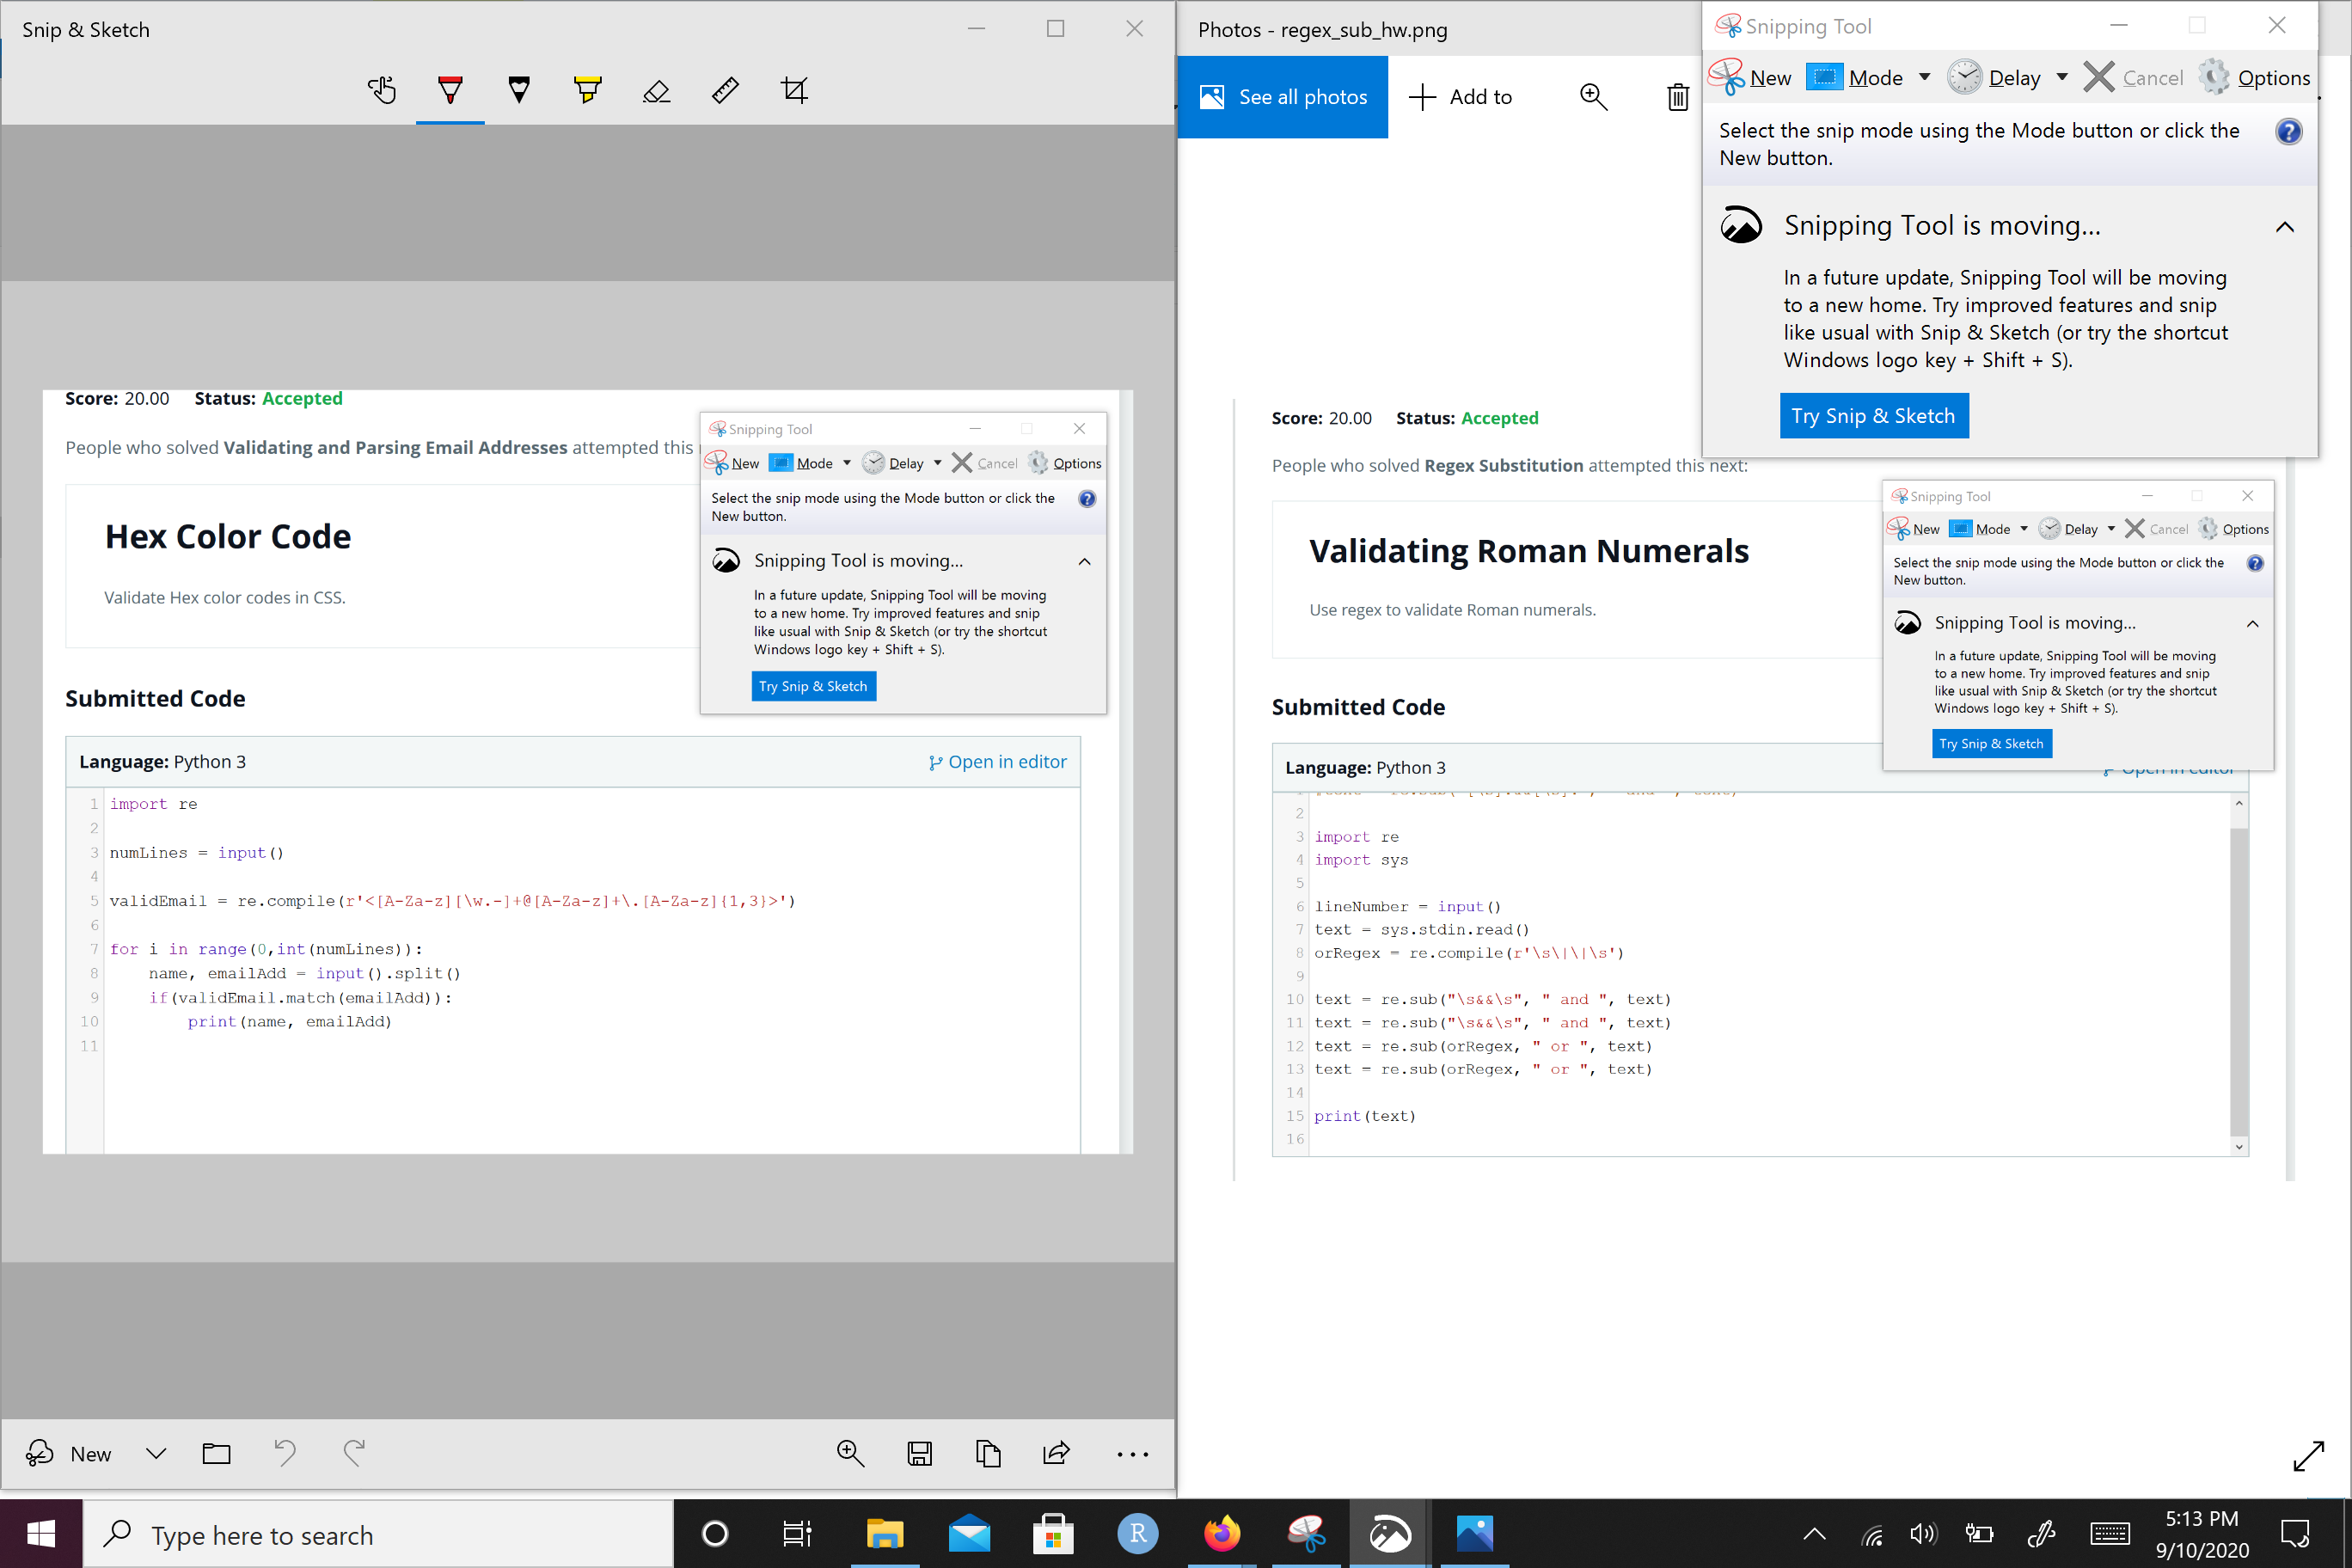 Snip & Sketch
Score: 20.00 Status: Accepted
People who solved Validating and Parsing Email Addresses attempted this
Hex Color Code
Validate Hex color codes in CSS.
Submitted Code
Language: Python 3
Open in editor
1 import re
2
3 numLines = input()
4
5 validEmail = re.compile(r'<[A-Za-z][\w.-]+@[A-Za-z]+\.[A-Za-z]{1,3}>')
6
7 for i in range(0,int(numLines)):
8 name, emailAdd = input().split()
9 if(validEmail.match(emailAdd)):
10 print(name, emailAdd)
11
Snipping Tool
New Mode Delay Cancel Options
Select the snip mode using the Mode button or click the
New button.
Snipping Tool is moving...
In a future update, Snipping Tool will be moving
to a new home. Try improved features and snip
like usual with Snip & Sketch (or try the shortcut
Windows logo key + Shift + S).
Try Snip & Sketch
New
Photos - regex_sub_hw.png
See all photos
Add to
Snipping Tool
New Mode Delay Cancel Options
Select the snip mode using the Mode button or click the
New button.
Snipping Tool is moving...
In a future update, Snipping Tool will be moving
to a new home. Try improved features and snip
like usual with Snip & Sketch (or try the shortcut
Windows logo key + Shift + S).
Try Snip & Sketch
Score: 20.00 Status: Accepted
People who solved Regex Substitution attempted this next:
Validating Roman Numerals
Use regex to validate Roman numerals.
Submitted Code
Language: Python 3
Open in editor
2
3 import re
4 import sys
5
6 lineNumber = input()
7 text = sys.stdin.read()
8 orRegex = re.compile(r'\s\|\|\s')
9
10 text = re.sub("\s&&\s", " and ", text)
11 text = re.sub("\s&&\s", " and ", text)
12 text = re.sub(orRegex, " or ", text)
13 text = re.sub(orRegex, " or ", text)
14
15 print(text)
16
Snipping Tool
New Mode Delay Cancel Options
Select the snip mode using the Mode button or click the
New button.
Snipping Tool is moving...
In a future update, Snipping Tool will be moving
to a new home. Try improved features and snip
like usual with Snip & Sketch (or try the shortcut
Windows logo key + Shift + S).
Try Snip & Sketch
Type here to search
R
5:13 PM
9/10/2020